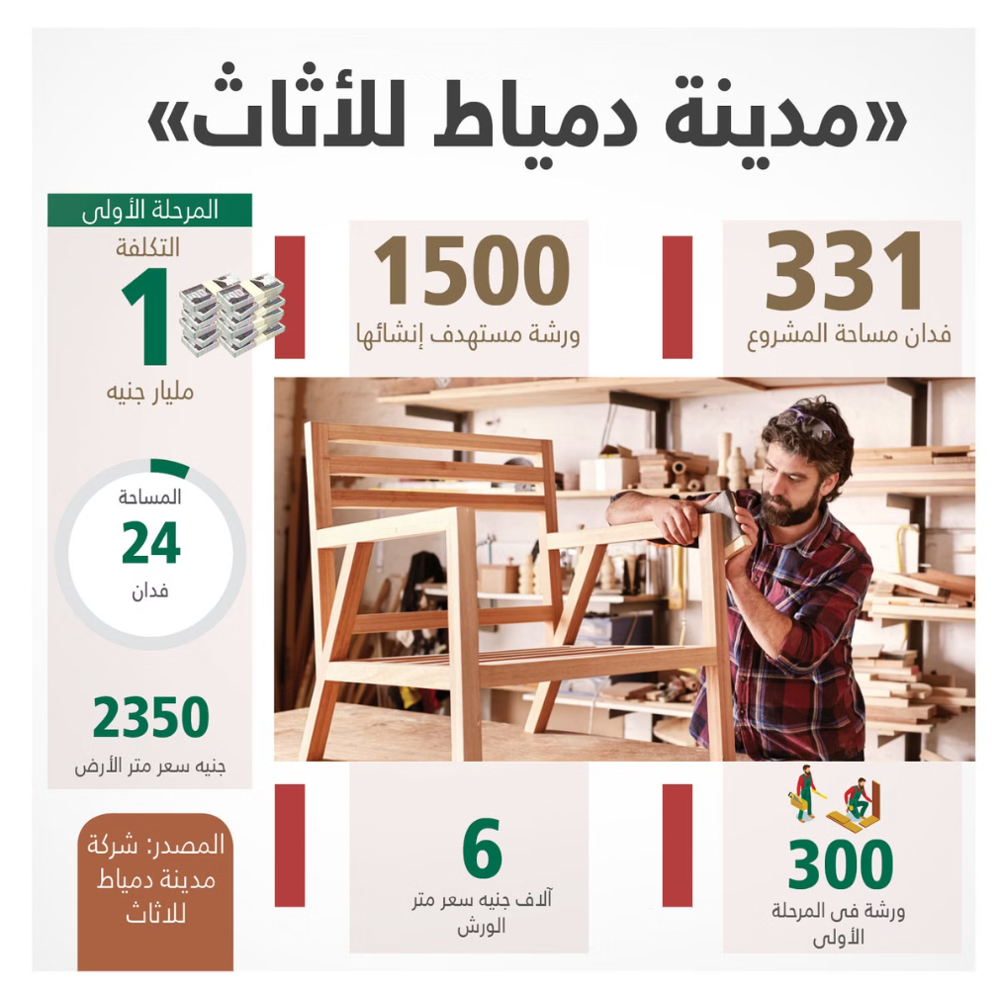 «مدينة دمياط للأثاث»
331
فدان مساحة المشروع
1500
ورشة مستهدف إنشائها
المرحلة الأولى
التكلفة
1
مليار جنيه
المساحة
24
فدان
2350
جنيه سعر متر الأرض
300
ورشة فى المرحلة
الأولى
6
آلاف جنيه سعر متر
الورش
المصدر: شركة
مدينة دمياط
للاثاث